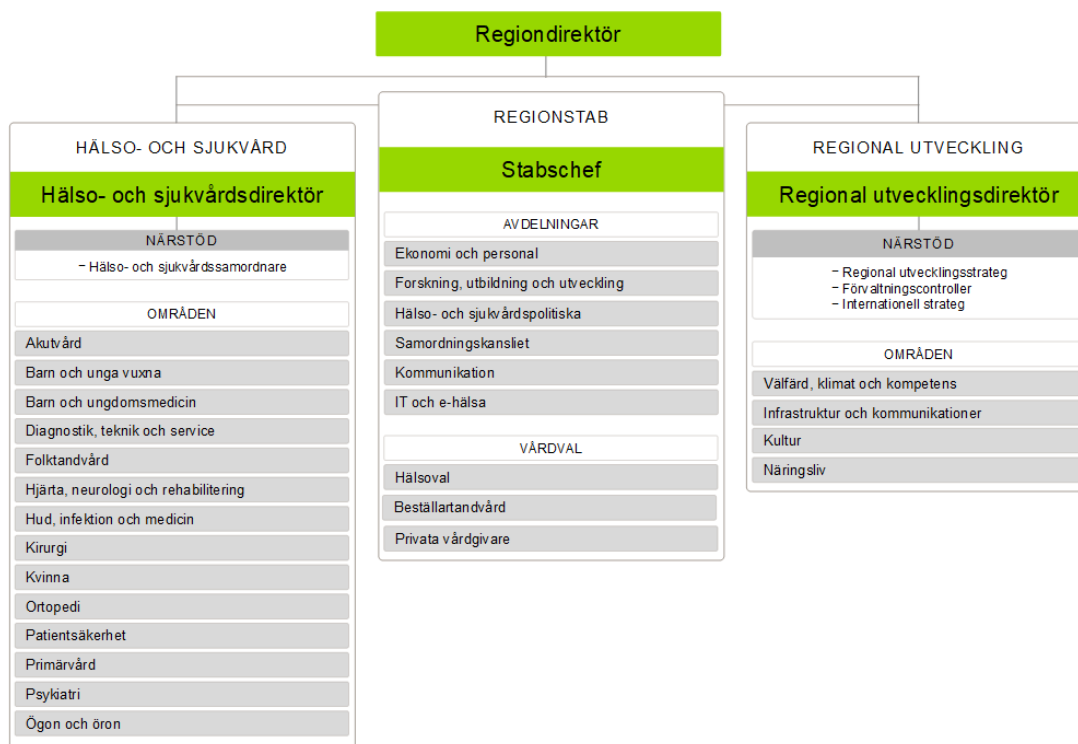 Regiondirektör
HÄLSO- OCH SJUKVÅRD
Hälso- och sjukvårdsdirektör
NÄRSTÖD
– Hälso- och sjukvårdssamordnare
OMRÅDEN
Akutvård
Barn och unga vuxna
Barn och ungdomsmedicin
Diagnostik, teknik och service
Folktandvård
Hjärta, neurologi och rehabilitering
Hud, infektion och medicin
Kirurgi
Kvinna
Ortopedi
Patientsäkerhet
Primärvård
Psykiatri
Ögon och öron
REGIONSTAB
Stabschef
AVDELNINGAR
Ekonomi och personal
Forskning, utbildning och utveckling
Hälso- och sjukvårdspolitiska
Samordningskansliet
Kommunikation
IT och e-hälsa
VÅRDVAL
Hälsoval
Beställartandvård
Privata vårdgivare
REGIONAL UTVECKLING
Regional utvecklingsdirektör
NÄRSTÖD
– Regional utvecklingsstrateg
– Förvaltningscontroller
– Internationell strateg
OMRÅDEN
Välfärd, klimat och kompetens
Infrastruktur och kommunikationer
Kultur
Näringsliv